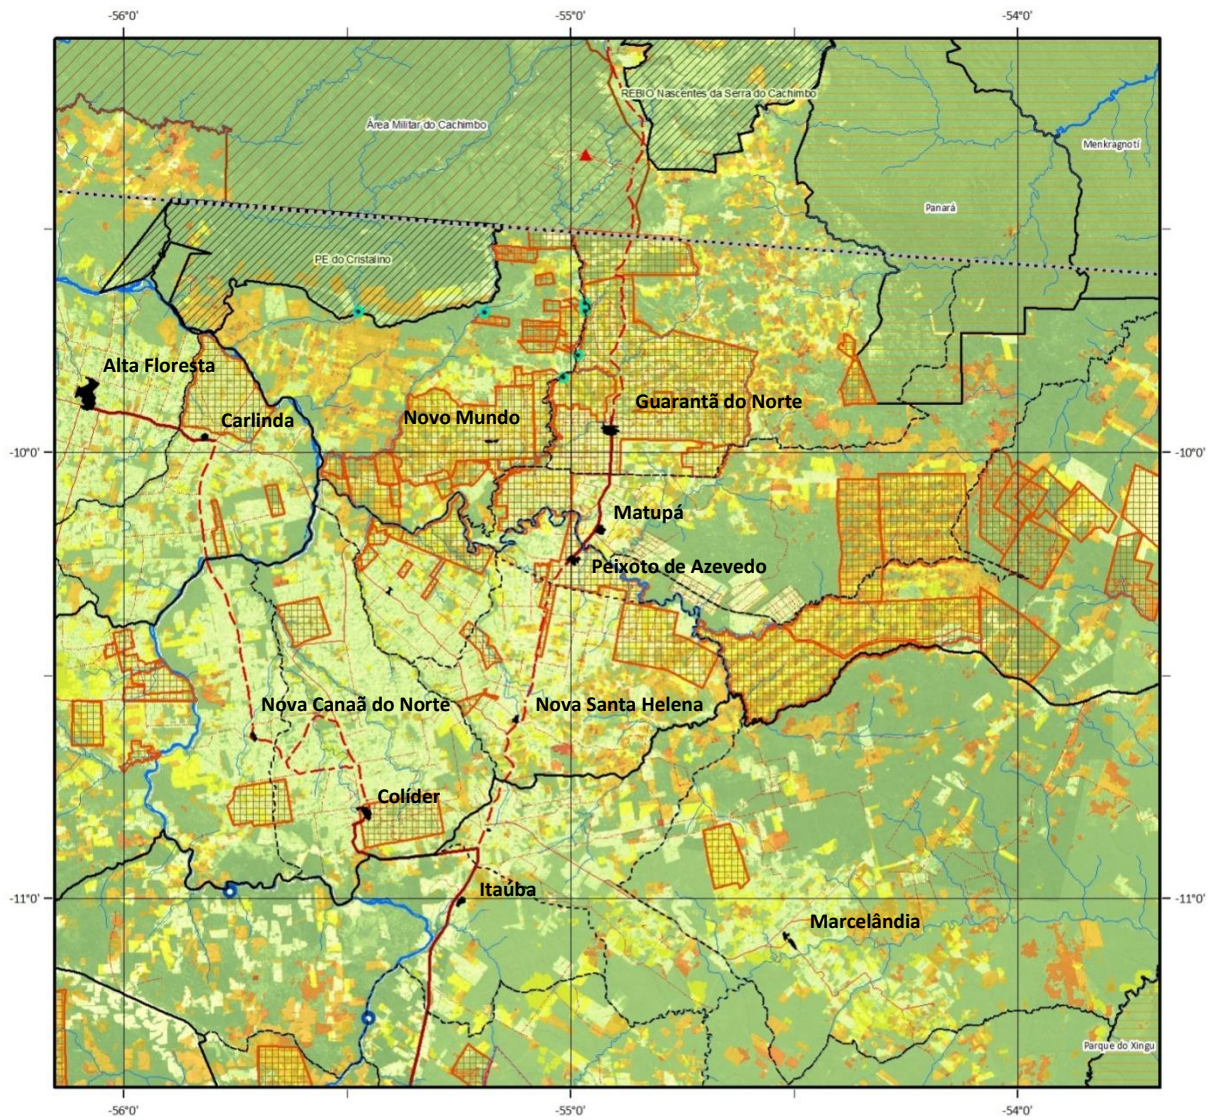 -56°0'
-55°0'
-54°0'
REBIO Nascentes da Serra do Cachimbo
Área Militar do Cachimbo
Menkragnotí
Panará
PE do Cristalino
Alta Floresta
Guarantã do Norte
Novo Mundo
Carlinda
-10°0'
-10°0'
Matupá
Peixoto de Azevedo
Nova Canaã do Norte
Nova Santa Helena
Colíder
Itaúba
-11°0'
-11°0'
Marcelândia
Parque do Xingu
-56°0'
-55°0'
-54°0'